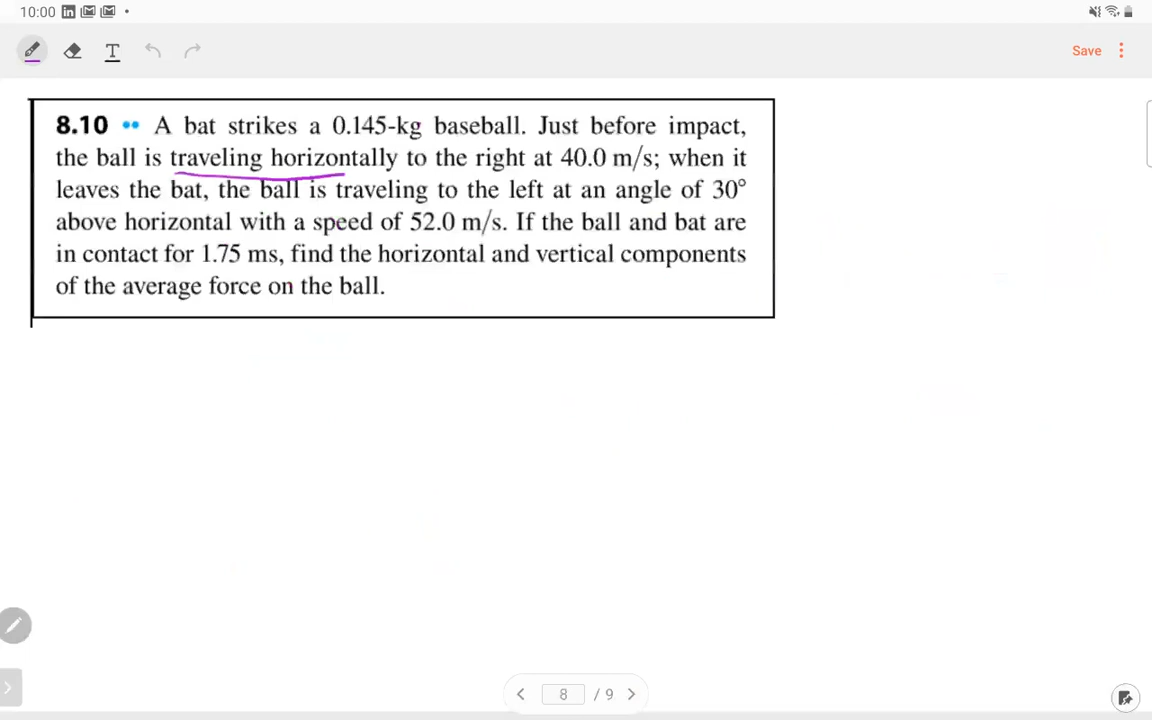 10:00
Save
8.10 •• A bat strikes a 0.145-kg baseball. Just before impact,
the ball is traveling horizontally to the right at 40.0 m/s; when it
leaves the bat, the ball is traveling to the left at an angle of 30°
above horizontal with a speed of 52.0 m/s. If the ball and bat are
in contact for 1.75 ms, find the horizontal and vertical components
of the average force on the ball.
8 / 9